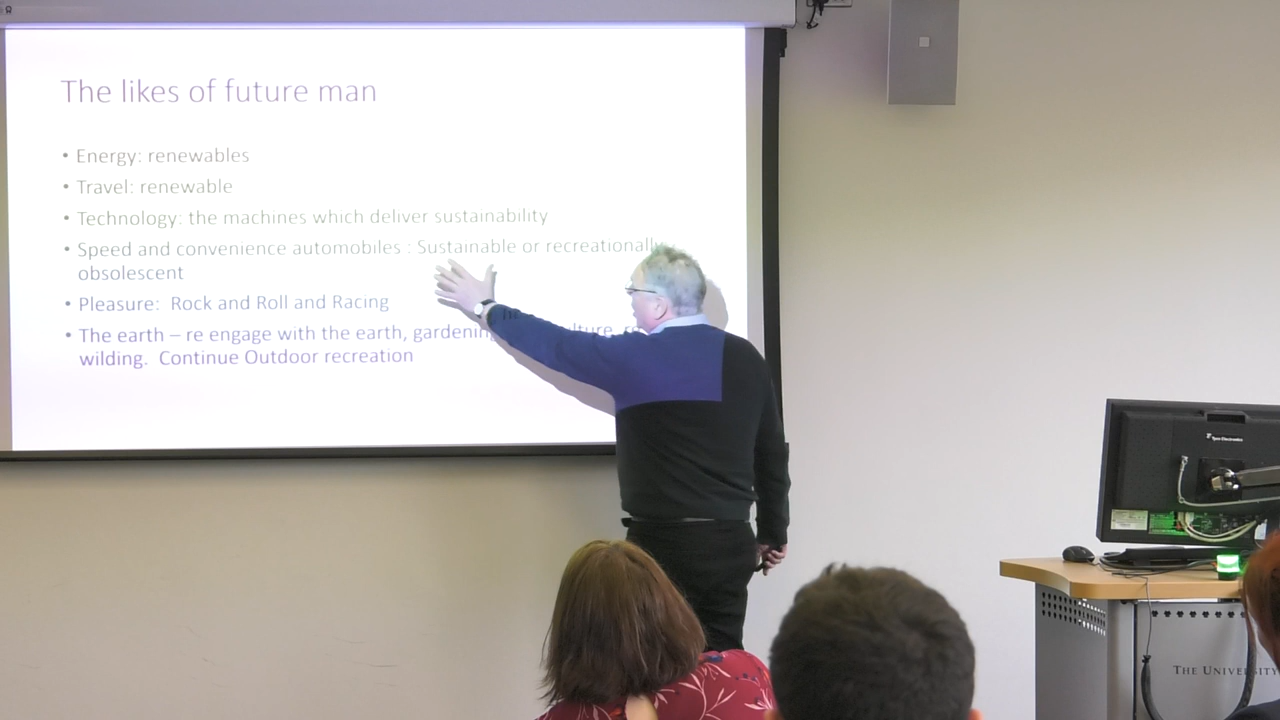 The likes of future man
• Energy: renewables
• Travel: renewable
• Technology: the machines which deliver sustainability
• Speed and convenience automobiles : Sustainable or recreationally
obsolescent
• Pleasure: Rock and Roll and Racing
• The earth – re engage with the earth, gardening
wilding. Continue Outdoor recreation
Tyco Electronics
THE UNIVERSITY